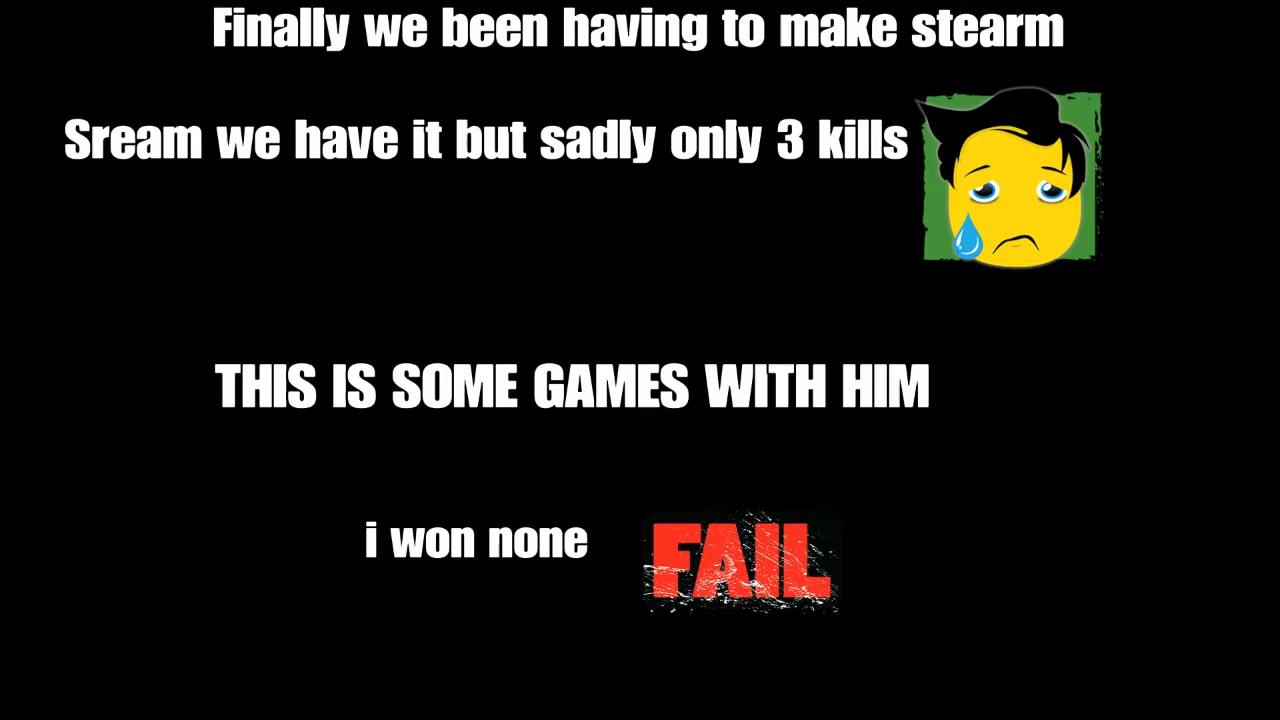 Finally we been having to make stearm
Sream we have it but sadly only 3 kills
THIS IS SOME GAMES WITH HIM
i won none
FAIL